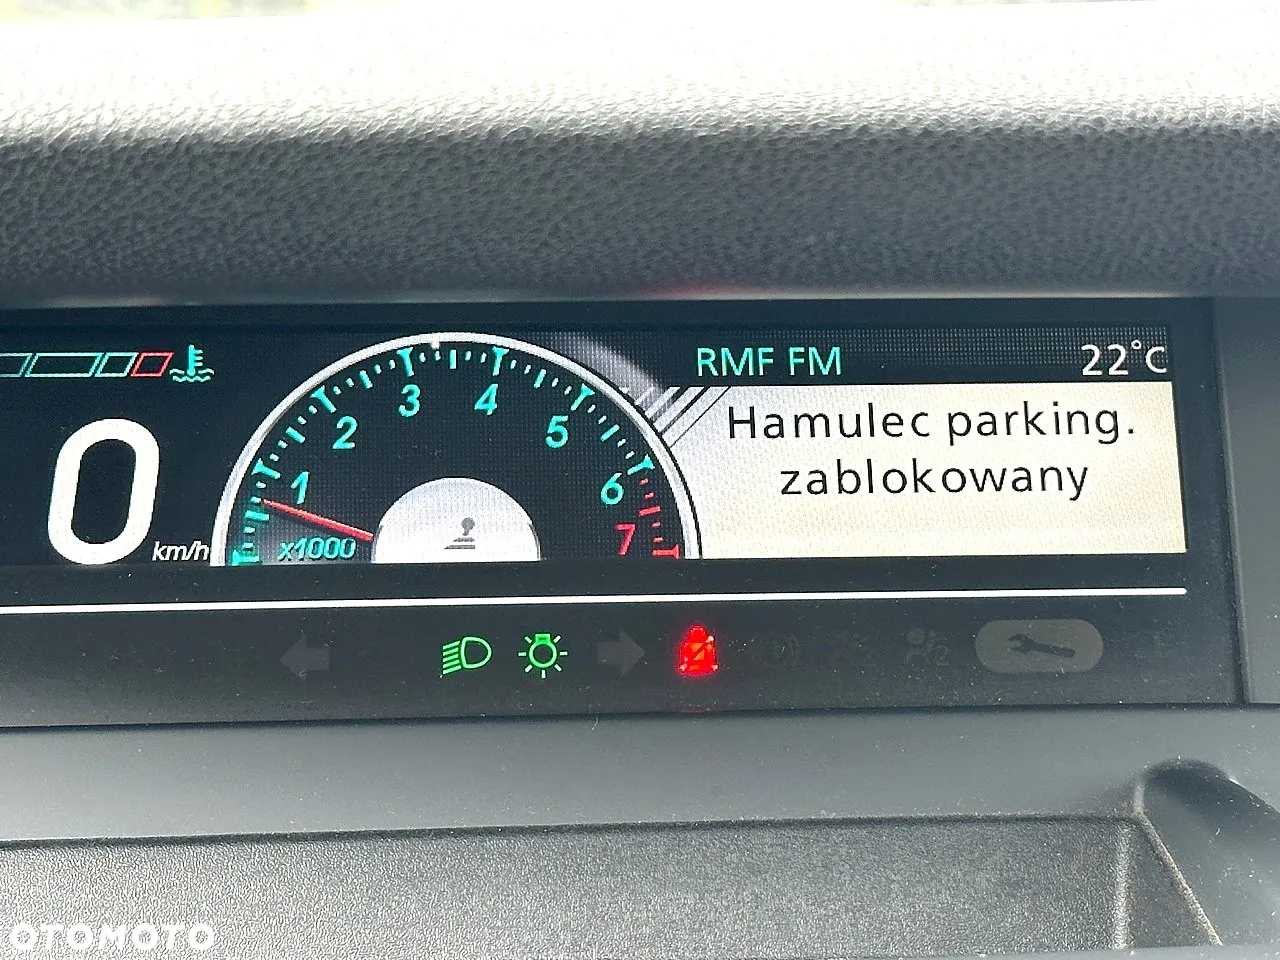 RMF FM 22°C
Hamulec parking.
zablokowany
0 km/h
1 2 3 4 5 6 7
x1000
OTOMOTO